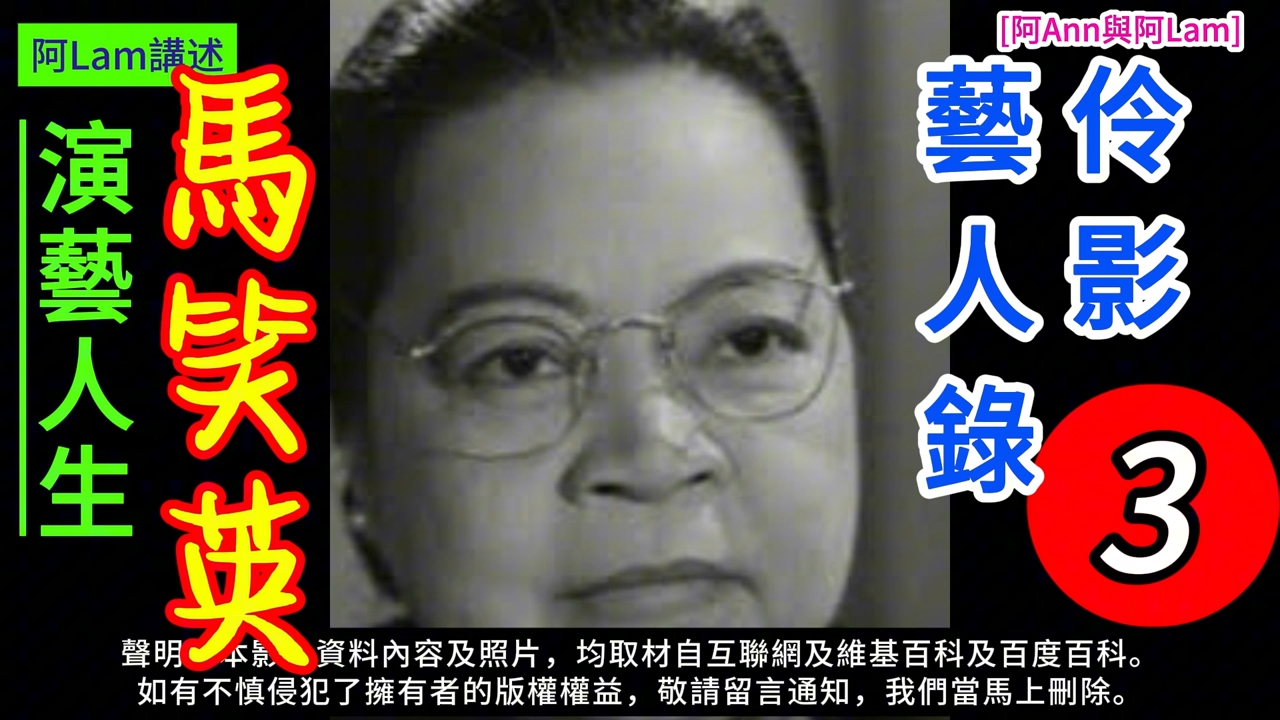 阿Lam講述
演藝人生
馬笑英
[阿Ann與阿Lam]
伶影
藝人錄
3
聲明 本影 資料內容及照片，均取材自互聯網及維基百科及百度百科。
如有不慎侵犯了擁有者的版權權益，敬請留言通知，我們當馬上刪除。